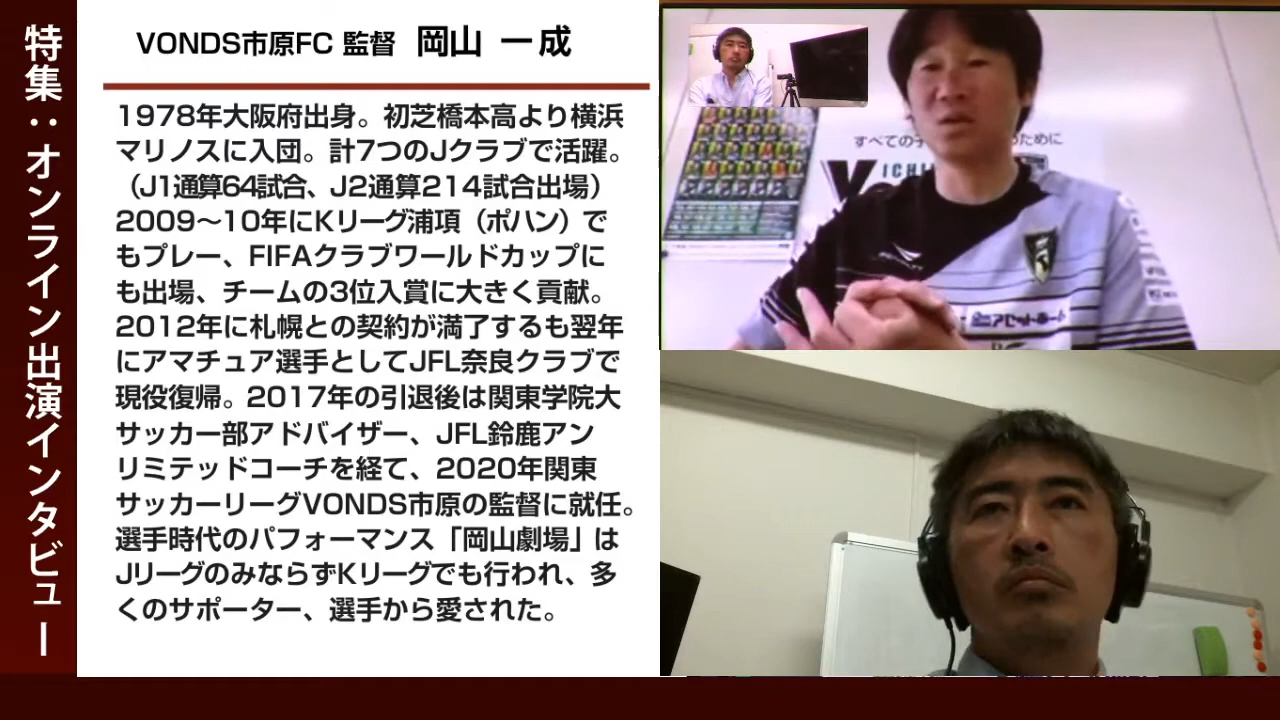 特集：オンライン出演インタビュー
VONDS市原FC 監督 岡山 一成
1978年大阪府出身。初芝橋本高より横浜
マリノスに入団。計7つのJクラブで活躍。
（J1通算64試合、J2通算214試合出場）
2009～10年にKリーグ浦項（ポハン）で
もプレー、FIFAクラブワールドカップに
も出場、チームの3位入賞に大きく貢献。
2012年に札幌との契約が満了するも翌年
にアマチュア選手としてJFL奈良クラブで
現役復帰。2017年の引退後は関東学院大
サッカー部アドバイザー、JFL鈴鹿アン
リミテッドコーチを経て、2020年関東
サッカーリーグVONDS市原の監督に就任。
選手時代のパフォーマンス「岡山劇場」は
JリーグのみならずKリーグでも行われ、多
くのサポーター、選手から愛された。
すべての子
のために
ICHI